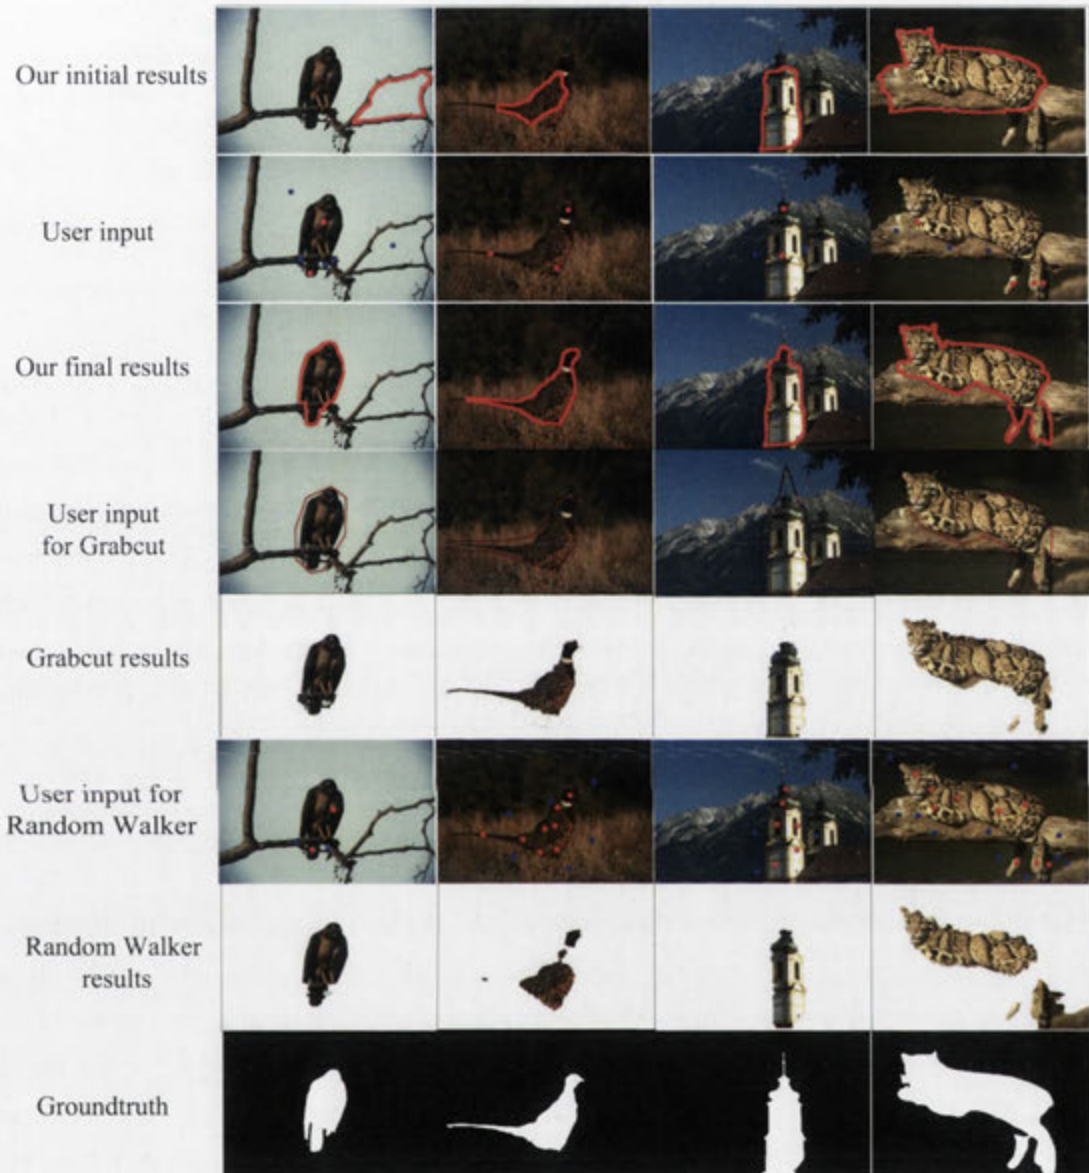 Our initial results
User input
Our final results
User input
for Grabcut
Grabcut results
User input for
Random Walker
Random Walker
results
Groundtruth